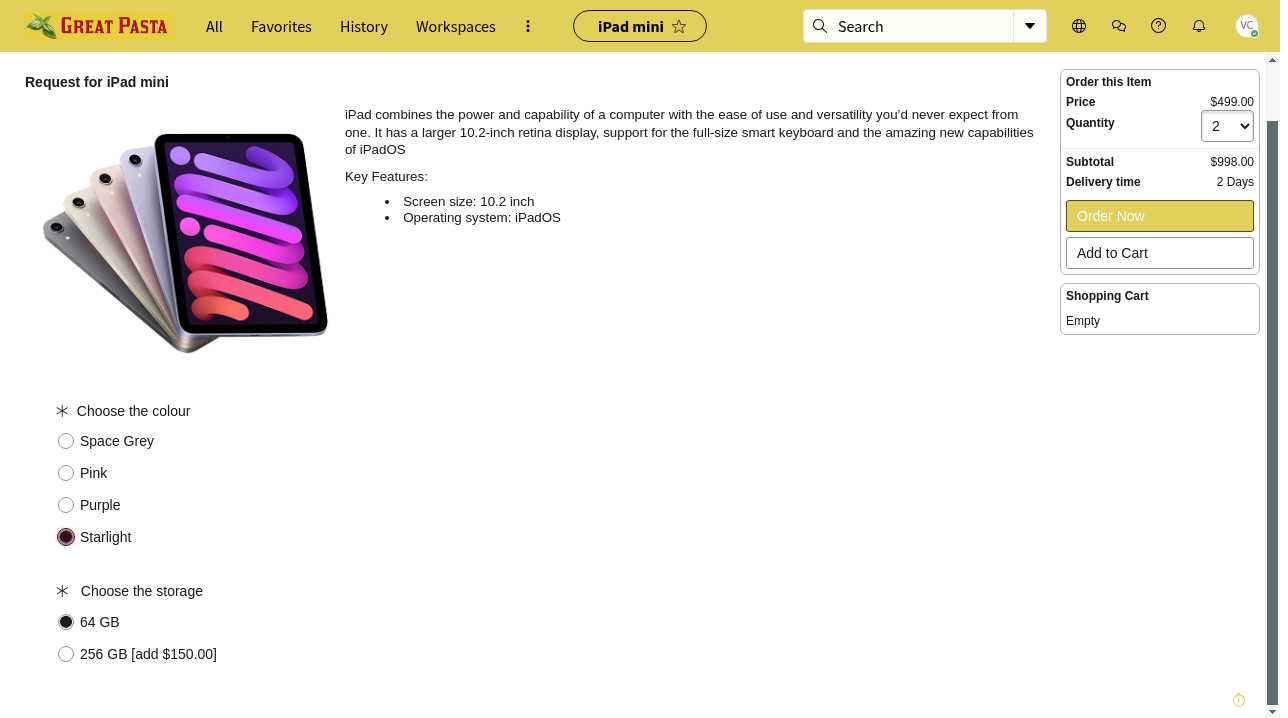 GREAT PASTA
All
Favorites
History
Workspaces
iPad mini
Search
VC
Request for iPad mini
iPad combines the power and capability of a computer with the ease of use and versatility you’d never expect from
one. It has a larger 10.2-inch retina display, support for the full-size smart keyboard and the amazing new capabilities
of iPadOS
Key Features:
Screen size: 10.2 inch
Operating system: iPadOS
Order this Item
Price $499.00
Quantity 2
Subtotal $998.00
Delivery time 2 Days
Order Now
Add to Cart
Shopping Cart
Empty
Choose the colour
Space Grey
Pink
Purple
Starlight
Choose the storage
64 GB
256 GB [add $150.00]